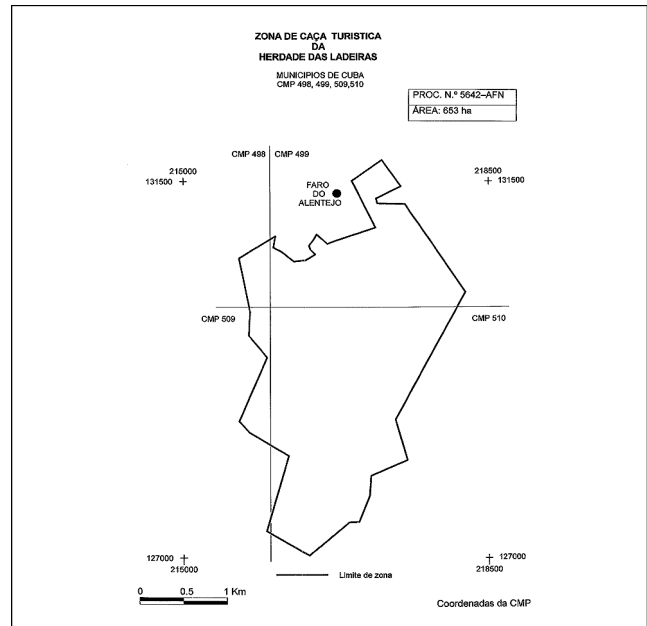 ZONA DE CAÇA TURISTICA
DA
HERDADE DAS LADEIRAS
MUNICIPIOS DE CUBA
CMP 498, 499, 509,510
PROC. N.º 5642–AFN
ÁREA: 653 ha
CMP 498
CMP 499
215000
131500
218500
131500
FARO
DO
ALENTEJO
CMP 509
CMP 510
127000
215000
127000
218500
Limite de zona
0 0.5 1 Km
Coordenadas da CMP